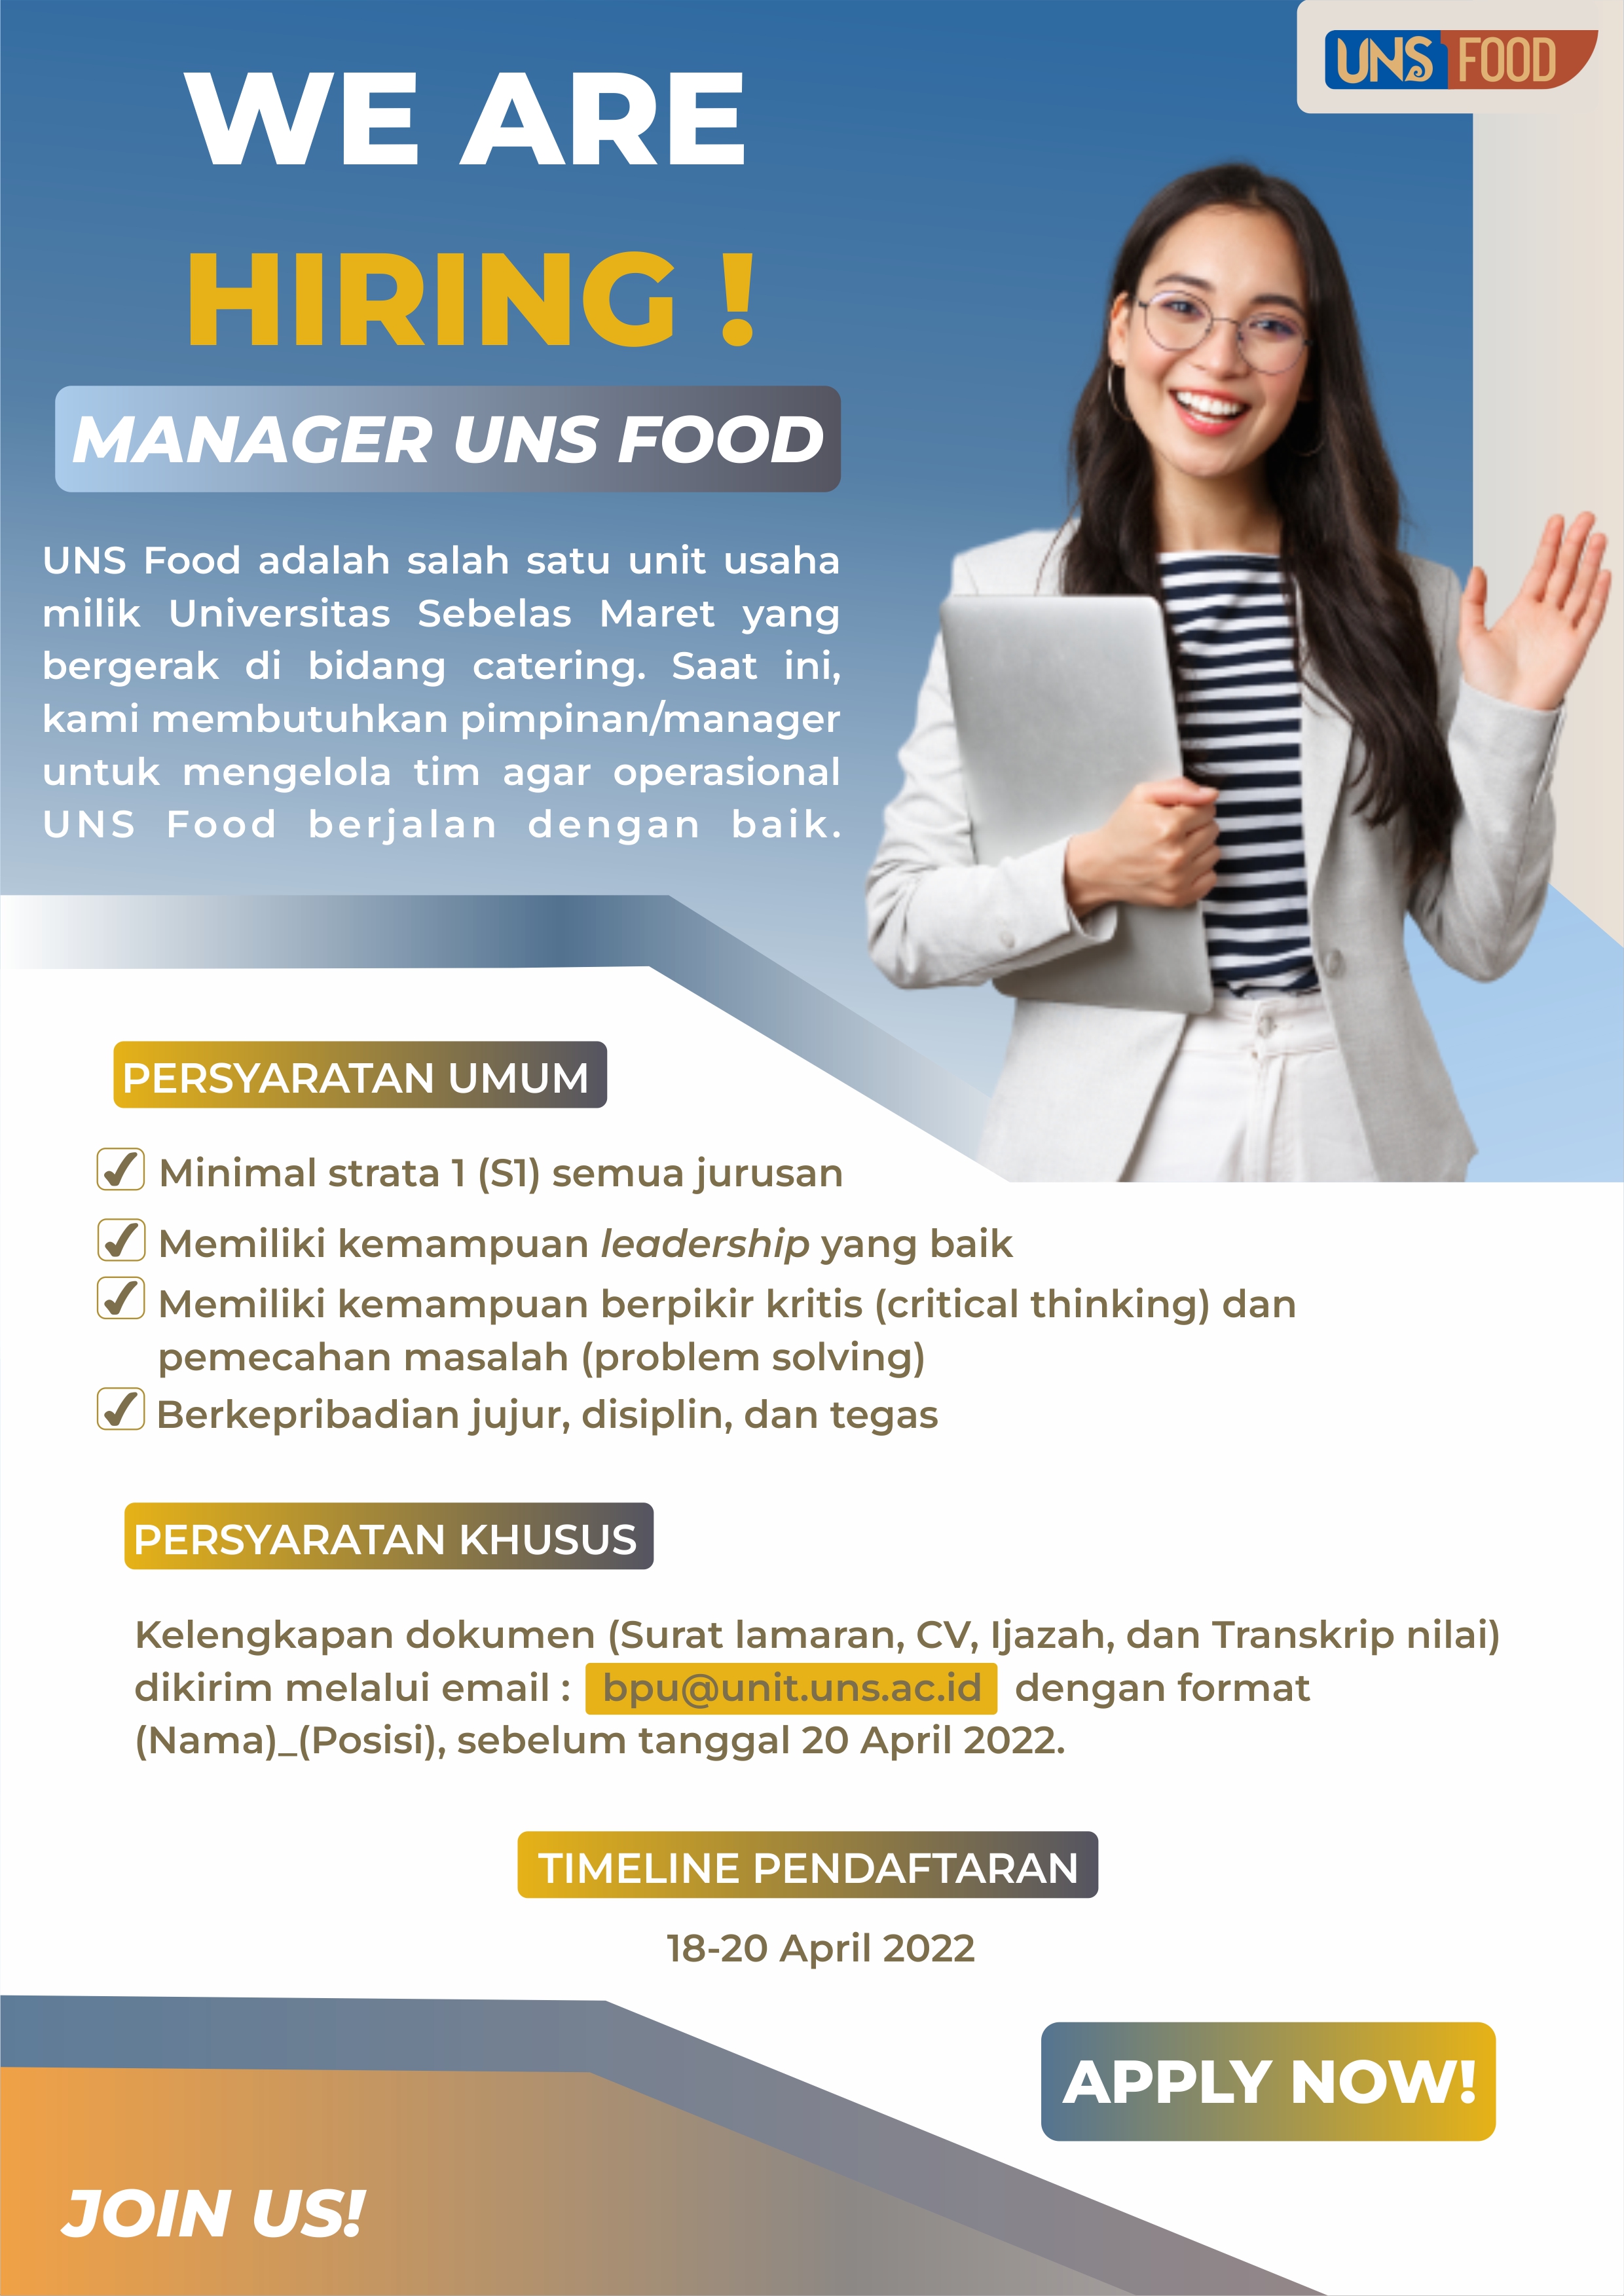 UNS FOOD
WE ARE
HIRING !
MANAGER UNS FOOD
UNS Food adalah salah satu unit usaha
milik Universitas Sebelas Maret yang
bergerak di bidang catering. Saat ini,
kami membutuhkan pimpinan/manager
untuk mengelola tim agar operasional
UNS Food berjalan dengan baik.
PERSYARATAN UMUM
Minimal strata 1 (S1) semua jurusan
Memiliki kemampuan leadership yang baik
Memiliki kemampuan berpikir kritis (critical thinking) dan
pemecahan masalah (problem solving)
Berkepribadian jujur, disiplin, dan tegas
PERSYARATAN KHUSUS
Kelengkapan dokumen (Surat lamaran, CV, Ijazah, dan Transkrip nilai)
dikirim melalui email : bpu@unit.uns.ac.id dengan format
(Nama)_(Posisi), sebelum tanggal 20 April 2022.
TIMELINE PENDAFTARAN
18-20 April 2022
APPLY NOW!
JOIN US!